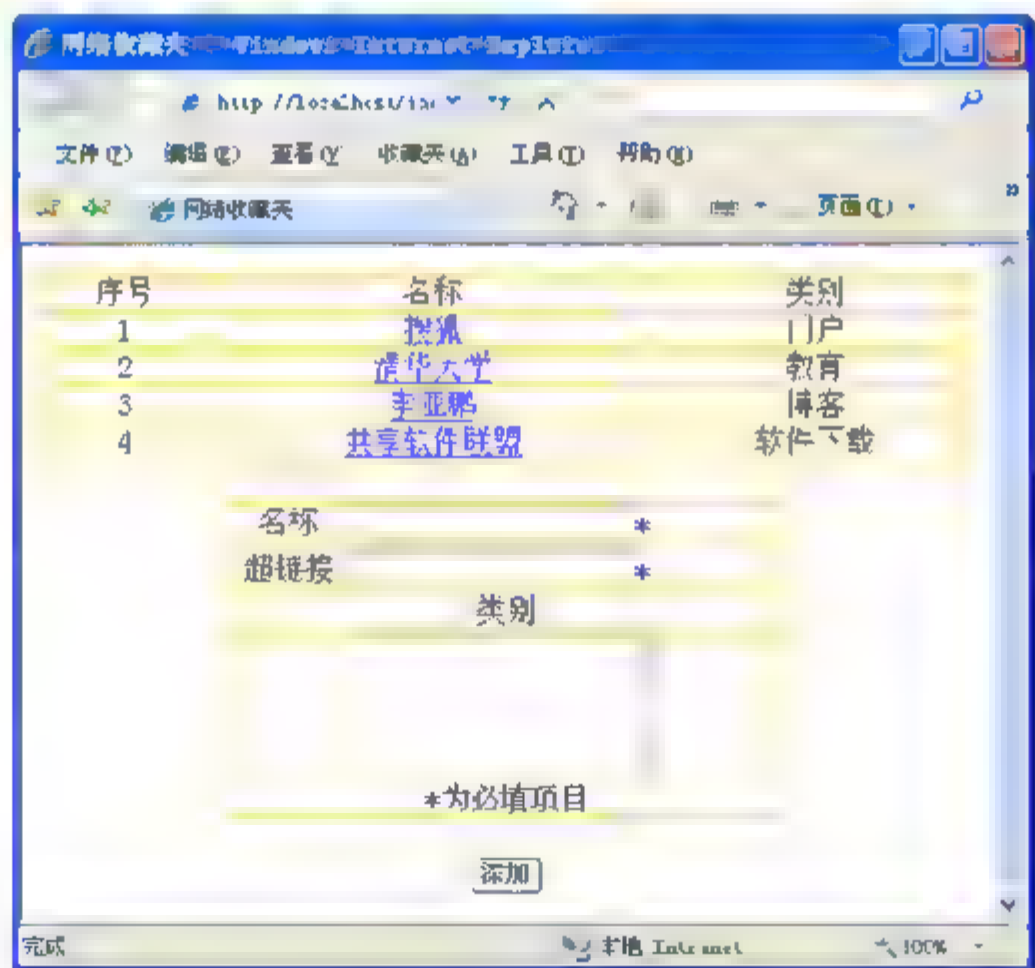 网络收藏夹 - Windows Internet Explorer
http://localhost/
文件(F) 编辑(E) 查看(V) 收藏夹(A) 工具(T) 帮助(H)
网络收藏夹 页面(P)
序号 名称 类别
1 搜狐 门户
2 清华大学 教育
3 李亚鹏 博客
4 共享软件联盟 软件下载
名称 *
超链接 *
类别
*为必填项目
添加
完成 本地 Intranet 100%